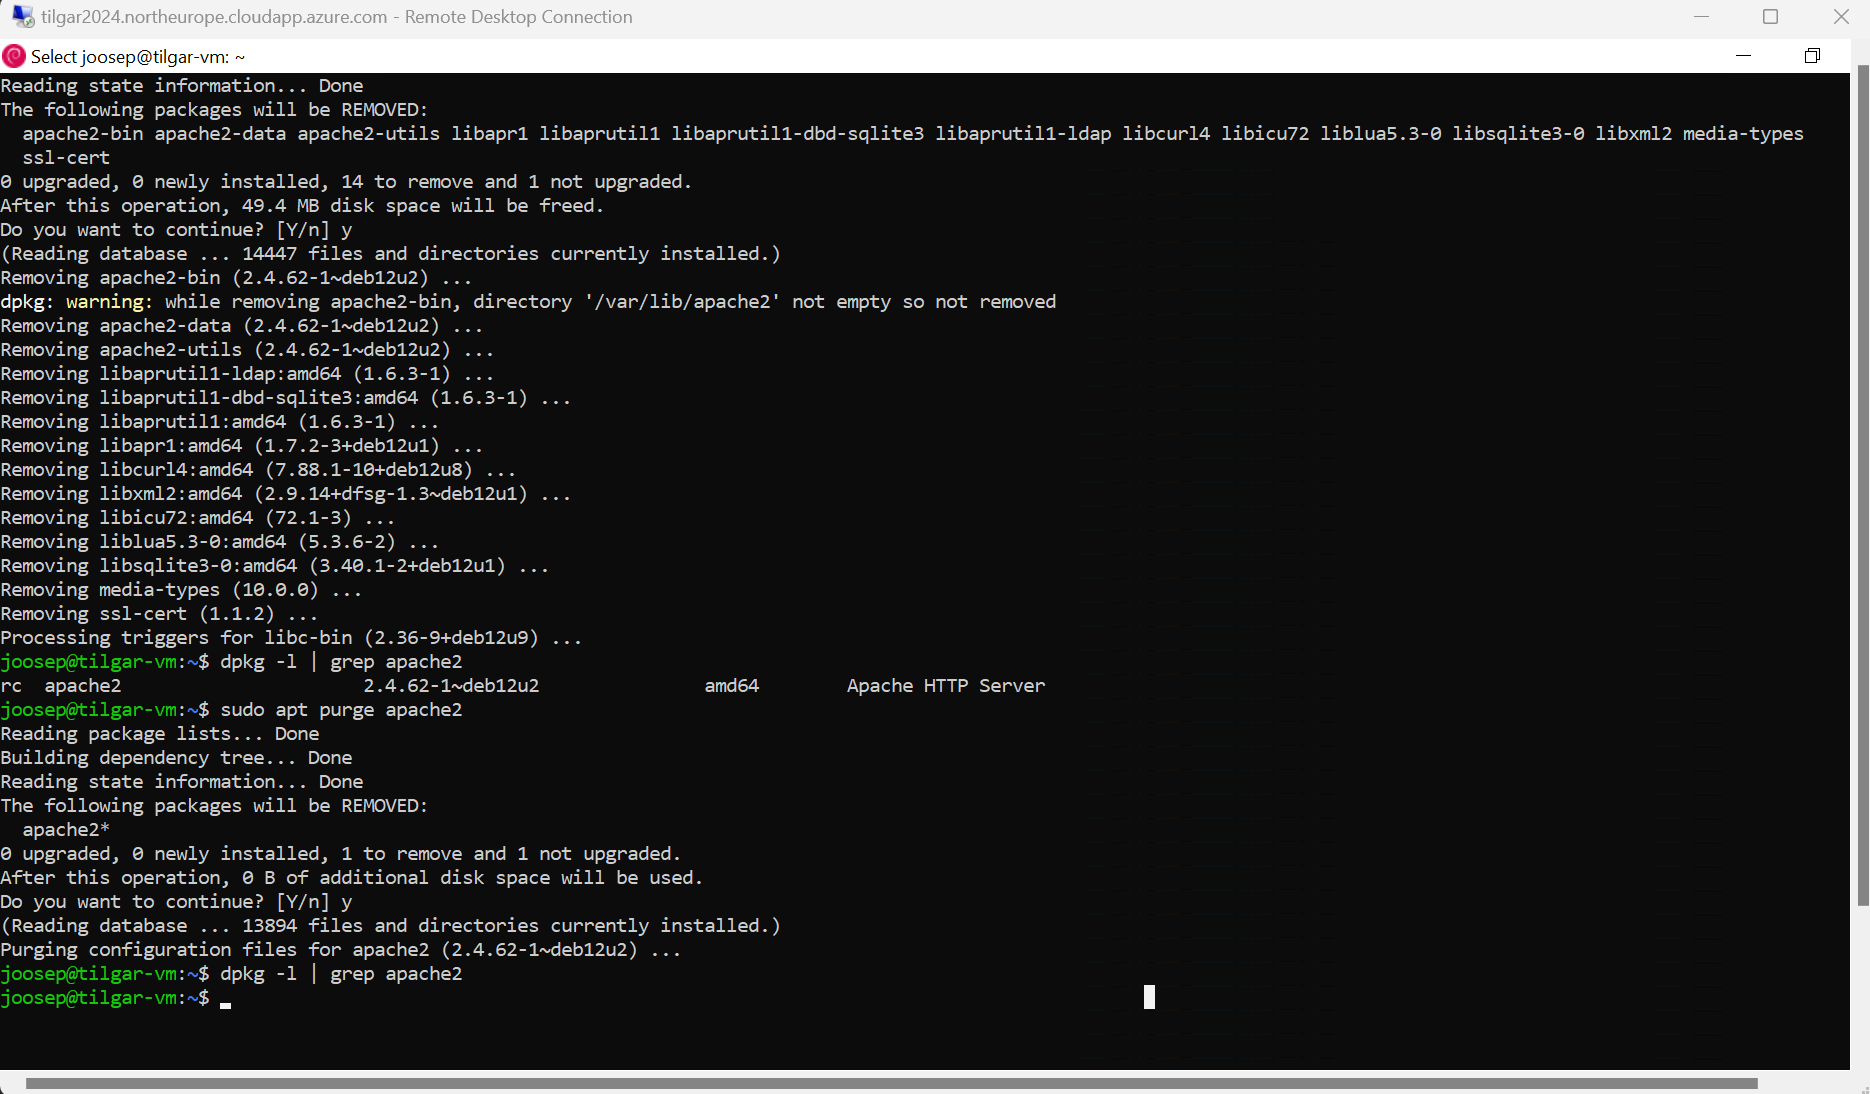 tilgar2024.northeurope.cloudapp.azure.com - Remote Desktop Connection
Select joosep@tilgar-vm: ~
Reading state information... Done
The following packages will be REMOVED:
  apache2-bin apache2-data apache2-utils libapr1 libaprutil1 libaprutil1-dbd-sqlite3 libaprutil1-ldap libcurl4 libicu72 liblua5.3-0 libsqlite3-0 libxml2 media-types
  ssl-cert
0 upgraded, 0 newly installed, 14 to remove and 1 not upgraded.
After this operation, 49.4 MB disk space will be freed.
Do you want to continue? [Y/n] y
(Reading database ... 14447 files and directories currently installed.)
Removing apache2-bin (2.4.62-1~deb12u2) ...
dpkg: warning: while removing apache2-bin, directory '/var/lib/apache2' not empty so not removed
Removing apache2-data (2.4.62-1~deb12u2) ...
Removing apache2-utils (2.4.62-1~deb12u2) ...
Removing libaprutil1-ldap:amd64 (1.6.3-1) ...
Removing libaprutil1-dbd-sqlite3:amd64 (1.6.3-1) ...
Removing libaprutil1:amd64 (1.6.3-1) ...
Removing libapr1:amd64 (1.7.2-3+deb12u1) ...
Removing libcurl4:amd64 (7.88.1-10+deb12u8) ...
Removing libxml2:amd64 (2.9.14+dfsg-1.3~deb12u1) ...
Removing libicu72:amd64 (72.1-3) ...
Removing liblua5.3-0:amd64 (5.3.6-2) ...
Removing libsqlite3-0:amd64 (3.40.1-2+deb12u1) ...
Removing media-types (10.0.0) ...
Removing ssl-cert (1.1.2) ...
Processing triggers for libc-bin (2.36-9+deb12u9) ...
joosep@tilgar-vm:~$ dpkg -l | grep apache2
rc  apache2                      2.4.62-1~deb12u2               amd64        Apache HTTP Server
joosep@tilgar-vm:~$ sudo apt purge apache2
Reading package lists... Done
Building dependency tree... Done
Reading state information... Done
The following packages will be REMOVED:
  apache2*
0 upgraded, 0 newly installed, 1 to remove and 1 not upgraded.
After this operation, 0 B of additional disk space will be used.
Do you want to continue? [Y/n] y
(Reading database ... 13894 files and directories currently installed.)
Purging configuration files for apache2 (2.4.62-1~deb12u2) ...
joosep@tilgar-vm:~$ dpkg -l | grep apache2
joosep@tilgar-vm:~$